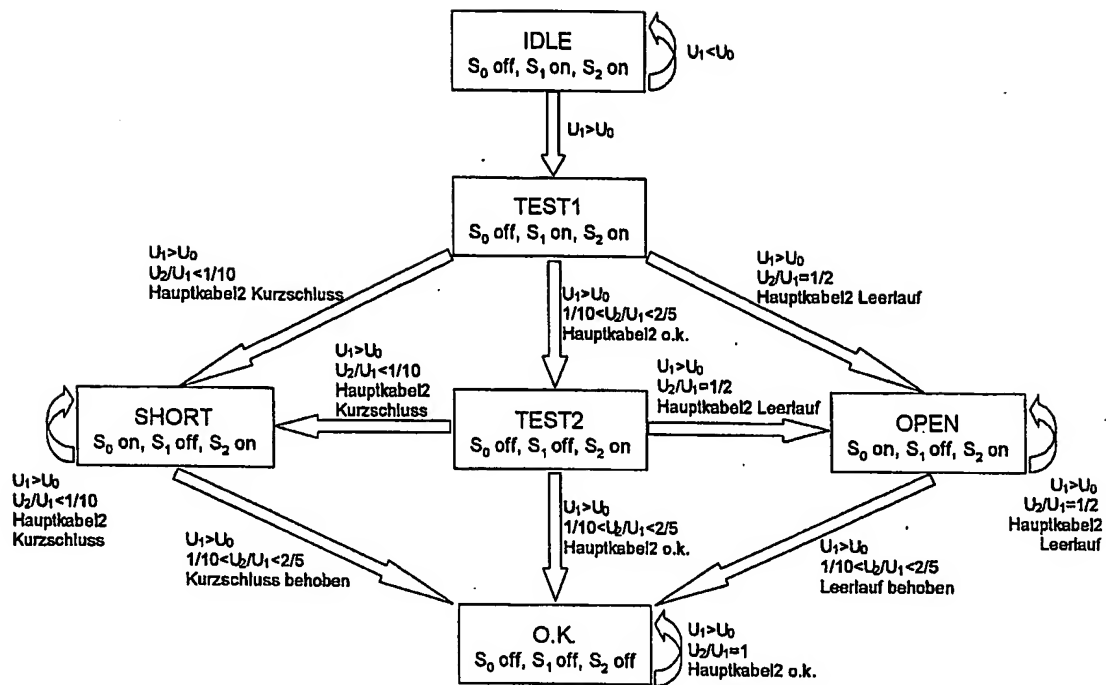 IDLE
S₀ off, S₁ on, S₂ on
U₁<U₀
U₁>U₀
TEST1
S₀ off, S₁ on, S₂ on
U₁>U₀
U₂/U₁<1/10
Hauptkabel2 Kurzschluss
U₁>U₀
1/10<U₂/U₁<2/5
Hauptkabel2 o.k.
U₁>U₀
U₂/U₁=1/2
Hauptkabel2 Leerlauf
U₁>U₀
U₂/U₁<1/10
Hauptkabel2
Kurzschluss
U₁>U₀
U₂/U₁=1/2
Hauptkabel2 Leerlauf
SHORT
S₀ on, S₁ off, S₂ on
TEST2
S₀ off, S₁ off, S₂ on
OPEN
S₀ on, S₁ off, S₂ on
U₁>U₀
U₂/U₁<1/10
Hauptkabel2
Kurzschluss
U₁>U₀
1/10<U₂/U₁<2/5
Kurzschluss behoben
U₁>U₀
1/10<U₂/U₁<2/5
Hauptkabel2 o.k.
U₁>U₀
1/10<U₂/U₁<2/5
Leerlauf behoben
U₁>U₀
U₂/U₁=1/2
Hauptkabel2
Leerlauf
O.K.
S₀ off, S₁ off, S₂ off
U₁>U₀
U₂/U₁=1
Hauptkabel2 o.k.